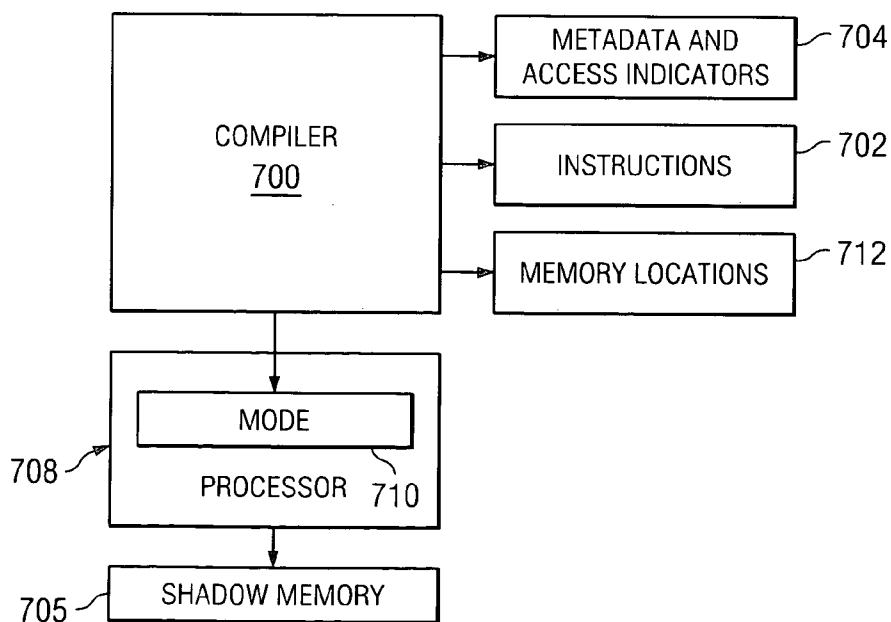 METADATA AND
ACCESS INDICATORS
704
COMPILER
700
INSTRUCTIONS
702
MEMORY LOCATIONS
712
MODE
710
PROCESSOR
708
SHADOW MEMORY
705